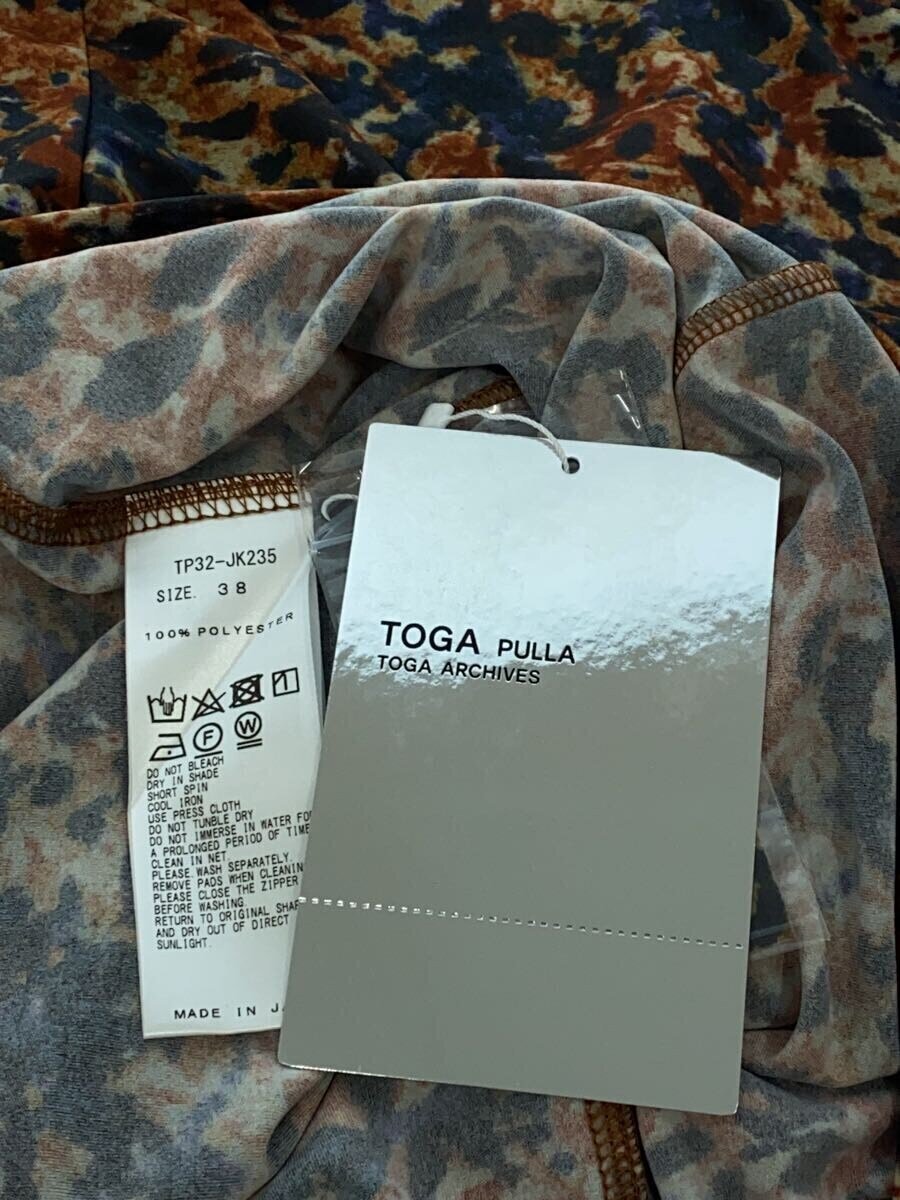 TP32-JK235
SIZE. 38
100% POLYESTER
F W
DO NOT BLEACH
DRY IN SHADE
SHORT SPIN
COOL IRON
USE PRESS CLOTH
DO NOT TUNBLE DRY
DO NOT IMMERSE IN WATER FO
A PROLONGED PERIOD OF TIME
CLEAN IN NET
PLEASE WASH SEPARATELY.
REMOVE PADS WHEN CLEANIN
PLEASE CLOSE THE ZIPPER
BEFORE WASHING.
RETURN TO ORIGINAL SHAP
AND DRY OUT OF DIRECT
SUNLIGHT.
MADE IN J
TOGA PULLA
TOGA ARCHIVES